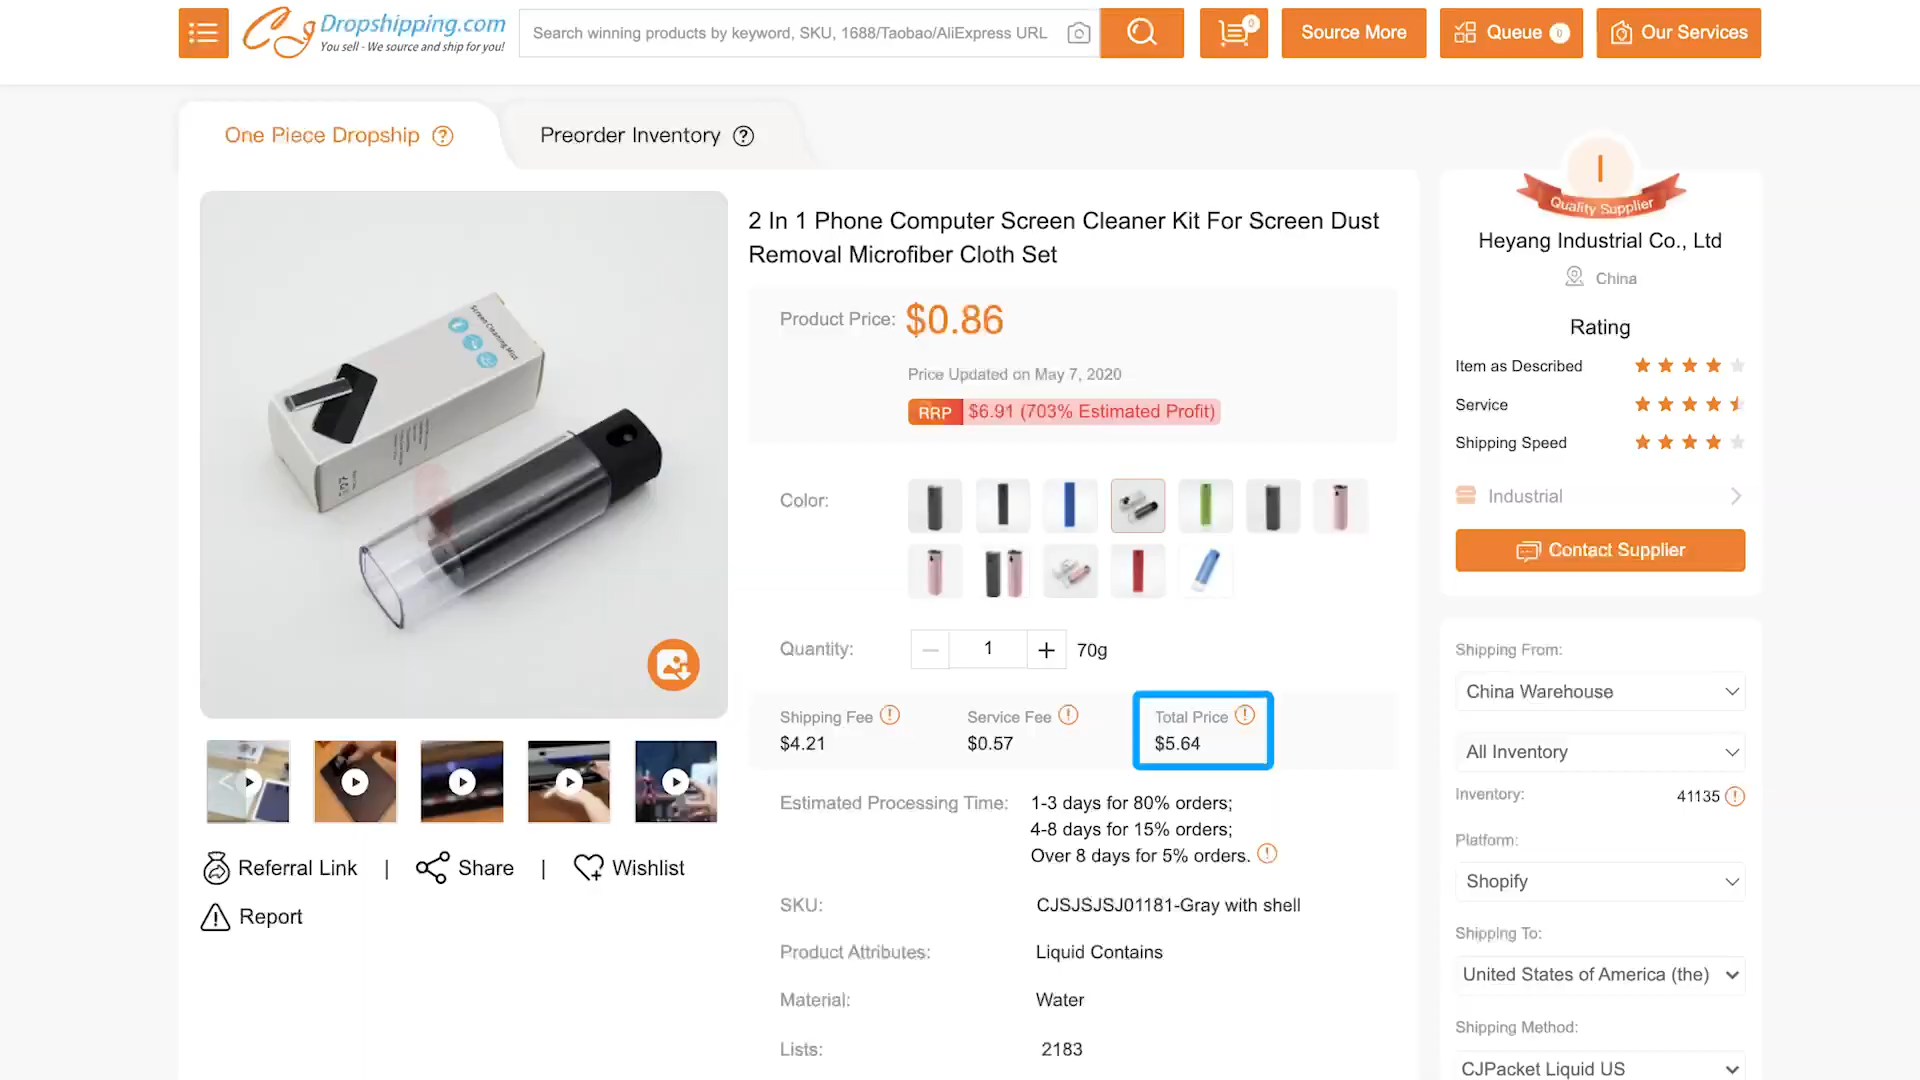 CJ Dropshipping.com
You sell - We source and ship for you!
Search winning products by keyword, SKU, 1688/Taobao/AliExpress URL
0
Source More
Queue 0
Our Services
One Piece Dropship ?
Preorder Inventory ?
Screen Cleaning Mist
2 In 1 Phone Computer Screen Cleaner Kit For Screen Dust
Removal Microfiber Cloth Set
Product Price: $0.86
Price Updated on May 7, 2020
RRP $6.91 (703% Estimated Profit)
Color:
Quantity: 1 70g
Shipping Fee
$4.21
Service Fee
$0.57
Total Price
$5.64
Estimated Processing Time: 1-3 days for 80% orders;
4-8 days for 15% orders;
Over 8 days for 5% orders.
SKU: CJSJSJSJ01181-Gray with shell
Product Attributes: Liquid Contains
Material: Water
Lists: 2183
Referral Link | Share | Wishlist
Report
I
Quality Supplier
Heyang Industrial Co., Ltd
China
Rating
Item as Described
Service
Shipping Speed
Industrial
Contact Supplier
Shipping From:
China Warehouse
All Inventory
Inventory: 41135
Platform:
Shopify
Shipping To:
United States of America (the)
Shipping Method:
CJPacket Liquid US